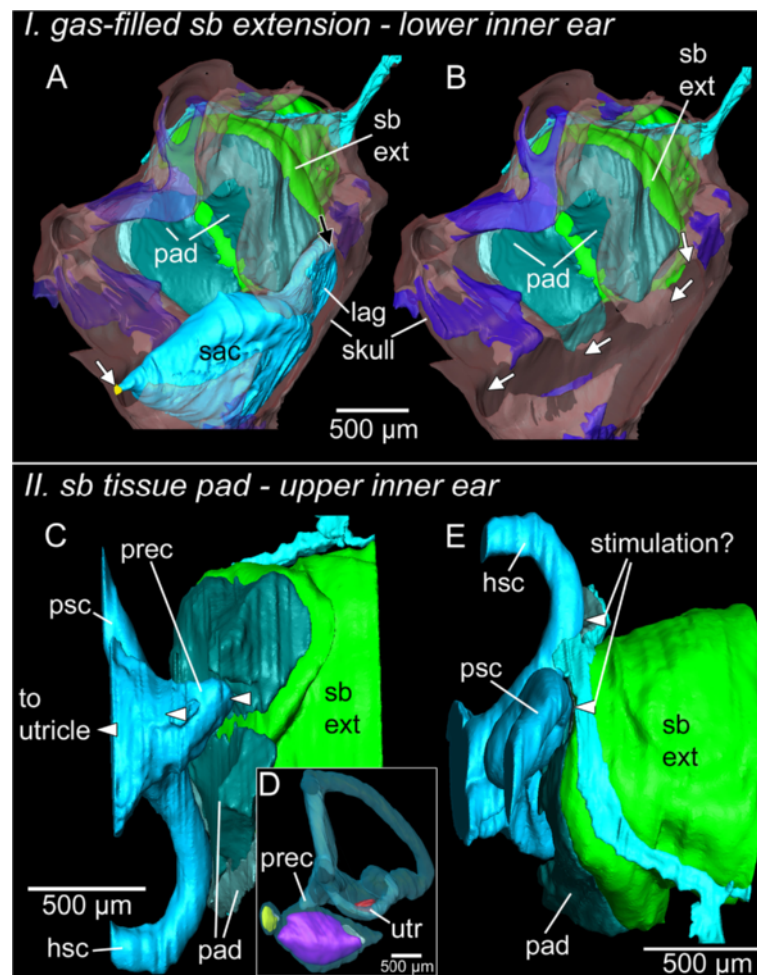 I. gas-filled sb extension - lower inner ear
A
B
sb
ext
sb
ext
pad
pad
lag
skull
sac
500 µm
II. sb tissue pad - upper inner ear
C
E
prec
stimulation?
hsc
psc
psc
to
utricle
sb
ext
sb
ext
D
prec
utr
500 µm
500 µm
pad
hsc
pad
500 µm